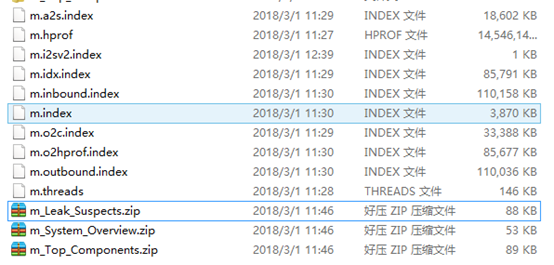 m.a2s.index 2018/3/1 11:29 INDEX 文件 18,602 KB
m.hprof 2018/3/1 11:27 HPROF 文件 14,546,14...
m.i2sv2.index 2018/3/1 12:39 INDEX 文件 1 KB
m.idx.index 2018/3/1 11:30 INDEX 文件 85,791 KB
m.inbound.index 2018/3/1 11:30 INDEX 文件 110,158 KB
m.index 2018/3/1 11:30 INDEX 文件 3,870 KB
m.o2c.index 2018/3/1 11:29 INDEX 文件 33,388 KB
m.o2hprof.index 2018/3/1 11:30 INDEX 文件 85,677 KB
m.outbound.index 2018/3/1 11:30 INDEX 文件 110,036 KB
m.threads 2018/3/1 11:28 THREADS 文件 146 KB
m_Leak_Suspects.zip 2018/3/1 11:46 好压 ZIP 压缩文件 88 KB
m_System_Overview.zip 2018/3/1 11:46 好压 ZIP 压缩文件 53 KB
m_Top_Components.zip 2018/3/1 11:46 好压 ZIP 压缩文件 89 KB